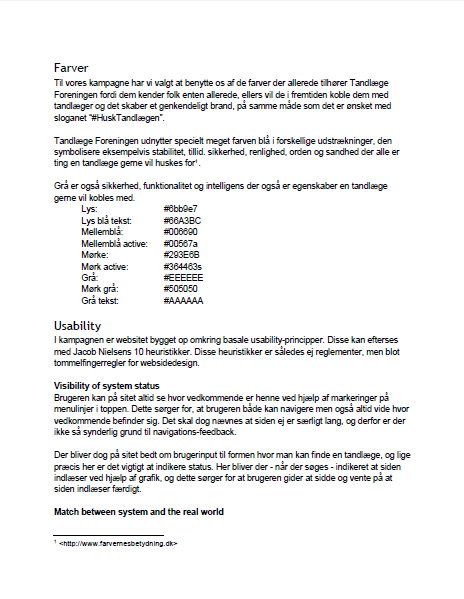 Farver
Til vores kampagne har vi valgt at benytte os af de farver der allerede tilhører Tandlæge
Foreningen fordi dem kender folk enten allerede, ellers vil de i fremtiden koble dem med
tandlæger og det skaber et genkendeligt brand, på samme måde som det er ønsket med
sloganet "#HuskTandlægen".
Tandlæge Foreningen udnytter specielt meget farven blå i forskellige udstrækninger, den
symbolisere eksempelvis stabilitet, tillid. sikkerhed, renlighed, orden og sandhed der alle er
ting en tandlæge gerne vil huskes for¹.
Grå er også sikkerhed, funktionalitet og intelligens der også er egenskaber en tandlæge
gerne vil kobles med.
Lys: #6bb9e7
Lys blå tekst: #66A3BC
Mellemblå: #006690
Mellemblå active: #00567a
Mørke: #293E6B
Mørk active: #364463s
Grå: #EEEEEE
Mørk grå: #505050
Grå tekst: #AAAAAA
Usability
I kampagnen er websitet bygget op omkring basale usability-principper. Disse kan efterses
med Jacob Nielsens 10 heuristikker. Disse heuristikker er således ej reglementer, men blot
tommelfingerregler for websidedesign.
Visibility of system status
Brugeren kan på sitet altid se hvor vedkommende er henne ved hjælp af markeringer på
menulinjer i toppen. Dette sørger for, at brugeren både kan navigere men også altid vide hvor
vedkommende befinder sig. Det skal dog nævnes at siden ej er særligt lang, og derfor er der
ikke så synderlig grund til navigations-feedback.
Der bliver dog på sitet bedt om brugerinput til formen hvor man kan finde en tandlæge, og lige
præcis her er det vigtigt at indikere status. Her bliver der - når der søges - indikeret at siden
indlæser ved hjælp af grafik, og dette sørger for at brugeren gider at sidde og vente på at
siden indlæser færdigt.
Match between system and the real world
¹ <http://www.farvernesbetydning.dk>